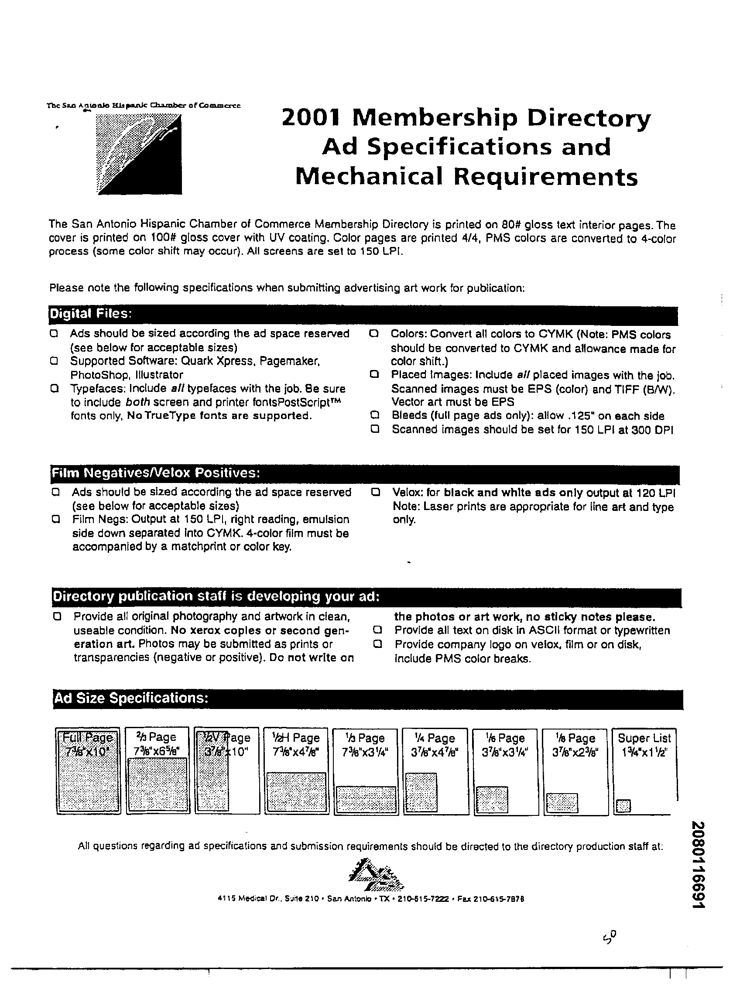 The San Antonio Hispanic Chamber of Commerce
2001 Membership Directory
Ad Specifications and
Mechanical Requirements
The San Antonio Hispanic Chamber of Commerce Membership Directory is printed on 80# gloss text interior pages. The
cover is printed on 100# gloss cover with UV coating. Color pages are printed 4/4, PMS colors are converted to 4-color
process (some color shift may occur). All screens are set to 150 LPI.
Please note the following specifications when submitting advertising art work for publication:
Digital Files:
❑ Ads should be sized according the ad space reserved
(see below for acceptable sizes)
❑ Supported Software: Quark Xpress, Pagemaker,
PhotoShop, Illustrator
❑ Typefaces: Include all typefaces with the job. Be sure
to include both screen and printer fontsPostScript™
fonts only, No TrueType fonts are supported.
❑ Colors: Convert all colors to CYMK (Note: PMS colors
should be converted to CYMK and allowance made for
color shift.)
❑ Placed Images: Include all placed images with the job.
Scanned images must be EPS (color) and TIFF (B/W).
Vector art must be EPS
❑ Bleeds (full page ads only): allow .125" on each side
❑ Scanned images should be set for 150 LPI at 300 DPI
Film Negatives/Velox Positives:
❑ Ads should be sized according the ad space reserved
(see below for acceptable sizes)
❑ Film Negs: Output at 150 LPI, right reading, emulsion
side down separated into CYMK. 4-color film must be
accompanied by a matchprint or color key.
❑ Velox: for black and white ads only output at 120 LPI
Note: Laser prints are appropriate for line art and type
only.
Directory publication staff is developing your ad:
❑ Provide all original photography and artwork in clean,
useable condition. No xerox copies or second gen-
eration art. Photos may be submitted as prints or
transparencies (negative or positive). Do not write on
the photos or art work, no sticky notes please.
❑ Provide all text on disk in ASCII format or typewritten
❑ Provide company logo on velox, film or on disk,
include PMS color breaks.
Ad Size Specifications:
Full Page
7⅜"x10"
⅔ Page
7⅜"x6⅝"
½V Page
3⅞"x10"
½H Page
7⅜"x4⅞"
⅓ Page
7⅜"x3¼"
¼ Page
3⅞"x4⅞"
⅙ Page
3⅞"x3¼"
⅛ Page
3⅞"x2⅜"
Super List
1¾"x1½"
All questions regarding ad specifications and submission requirements should be directed to the directory production staff at:
4115 Medical Dr., Suite 210 • San Antonio • TX • 210-615-7222 • Fax 210-615-7878
2080116691
50